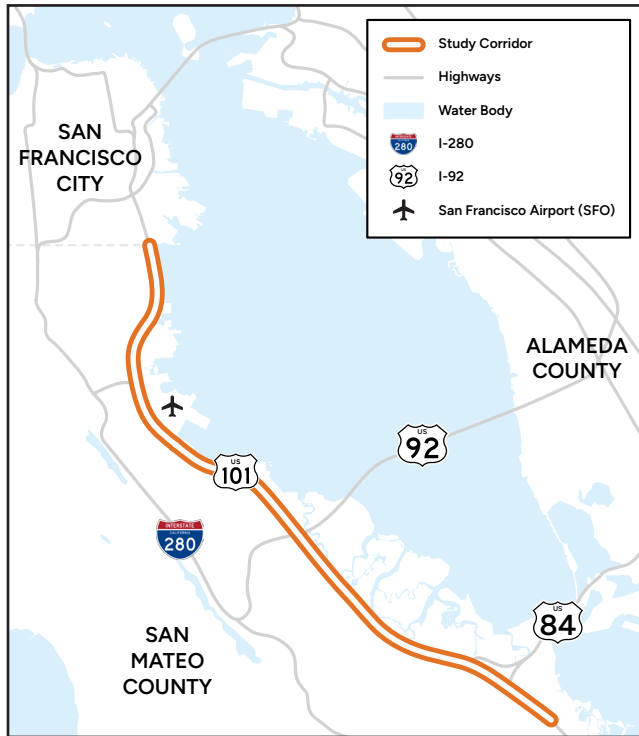 Study Corridor
Highways
Water Body
INTERSTATE
280
I-280
US
92
I-92
San Francisco Airport (SFO)
SAN
FRANCISCO
CITY
ALAMEDA
COUNTY
US
92
US
101
INTERSTATE
CALIFORNIA
280
US
84
SAN
MATEO
COUNTY